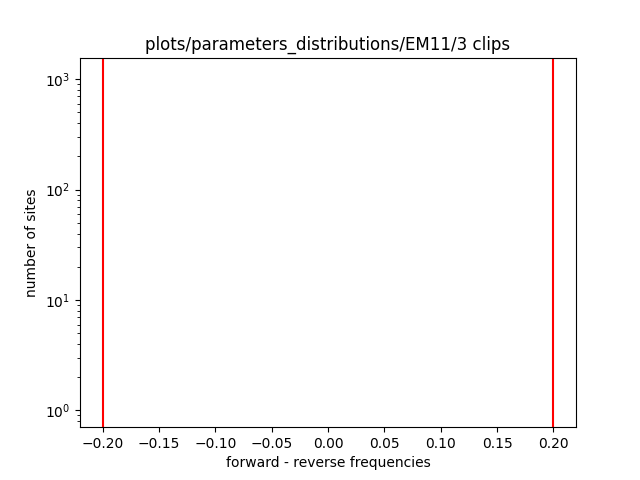 plots/parameters_distributions/EM11/3 clips
number of sites
10³
10²
10¹
10⁰
−0.20 −0.15 −0.10 −0.05 0.00 0.05 0.10 0.15 0.20
forward - reverse frequencies